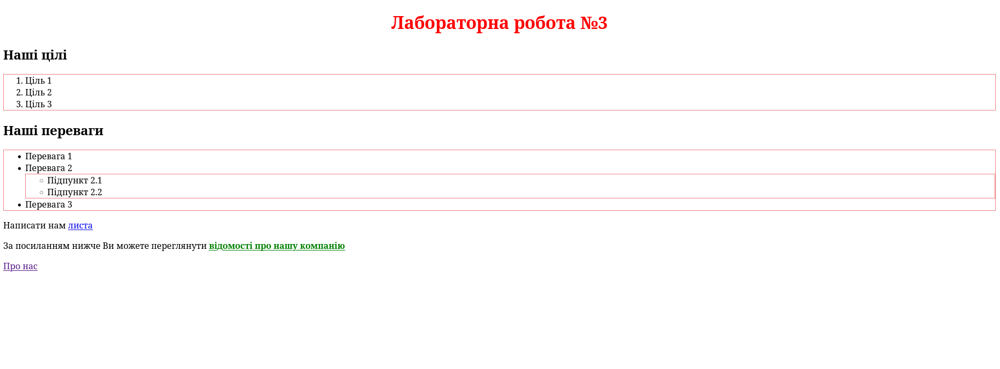 Лабораторна робота №3
Наші цілі
1. Ціль 1
2. Ціль 2
3. Ціль 3
Наші переваги
• Перевага 1
• Перевага 2
◦ Підпункт 2.1
◦ Підпункт 2.2
• Перевага 3
Написати нам листа
За посиланням нижче Ви можете переглянути відомості про нашу компанію
Про нас